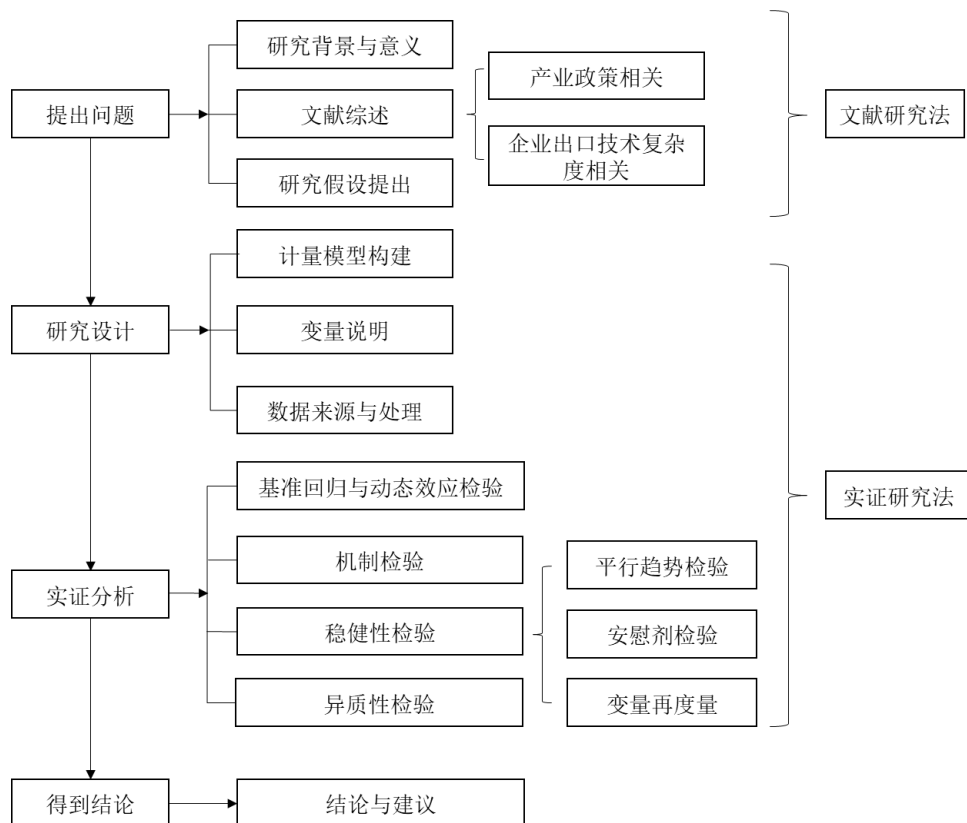 研究背景与意义
产业政策相关
提出问题
文献综述
文献研究法
企业出口技术复杂
度相关
研究假设提出
计量模型构建
研究设计
变量说明
数据来源与处理
基准回归与动态效应检验
实证研究法
机制检验
平行趋势检验
实证分析
稳健性检验
安慰剂检验
异质性检验
变量再度量
得到结论
结论与建议